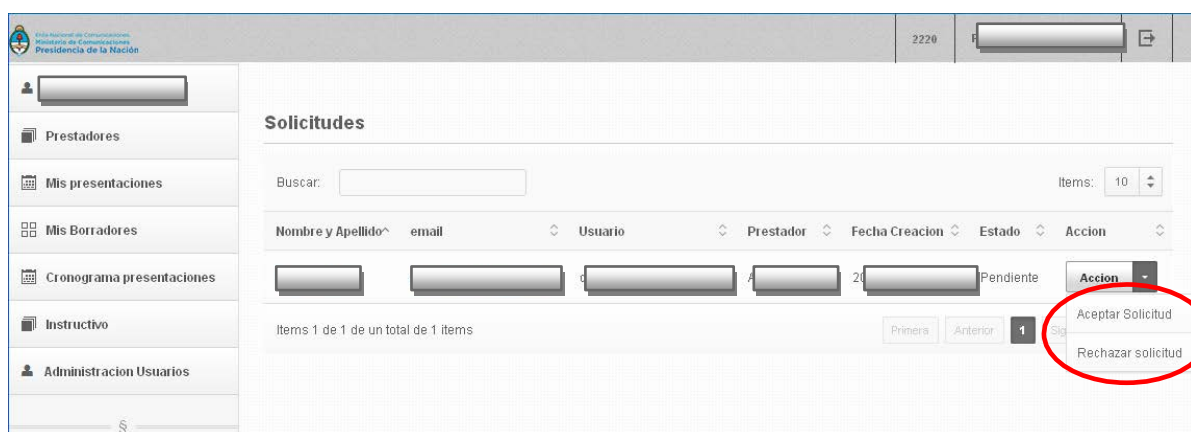 Ente Nacional de Comunicaciones
Ministerio de Comunicaciones
Presidencia de la Nación
2220
Prestadores
Mis presentaciones
Mis Borradores
Cronograma presentaciones
Instructivo
Administracion Usuarios
§
Solicitudes
Buscar: Items: 10
Nombre y Apellido email Usuario Prestador Fecha Creacion Estado Accion
20 Pendiente Accion
Aceptar Solicitud
Rechazar solicitud
Items 1 de 1 de un total de 1 items Primera Anterior 1